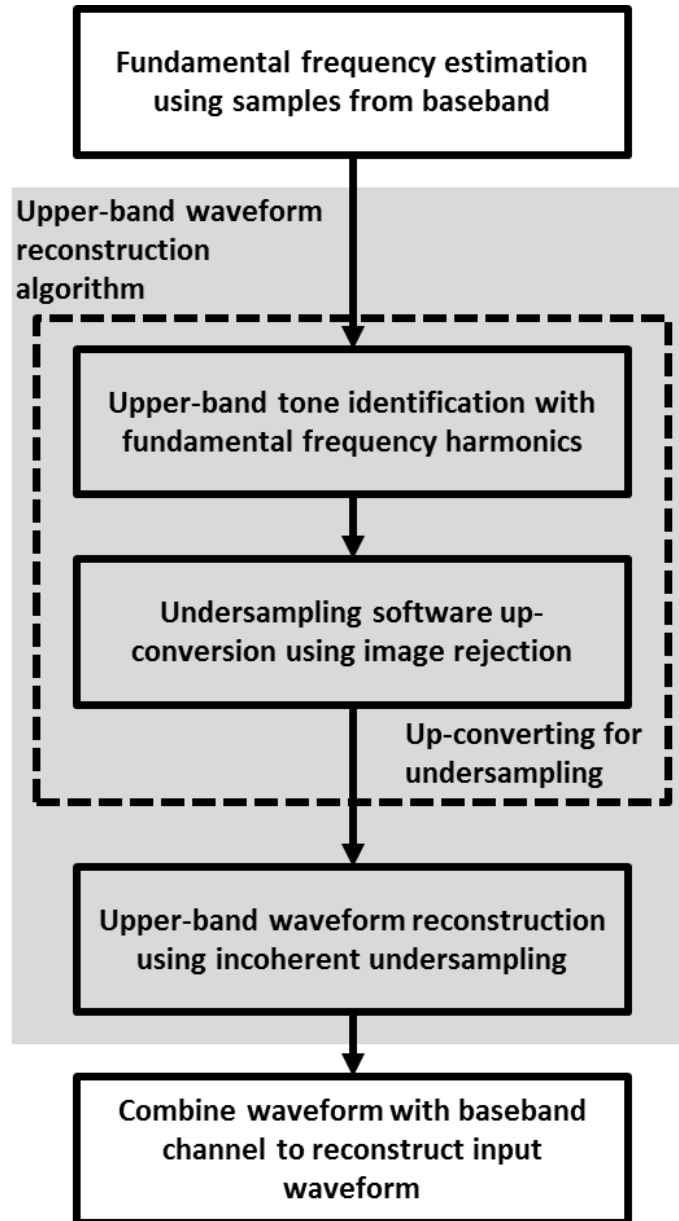 Fundamental frequency estimation
using samples from baseband
Upper-band waveform
reconstruction
algorithm
Upper-band tone identification with
fundamental frequency harmonics
Undersampling software up-
conversion using image rejection
Up-converting for
undersampling
Upper-band waveform reconstruction
using incoherent undersampling
Combine waveform with baseband
channel to reconstruct input
waveform